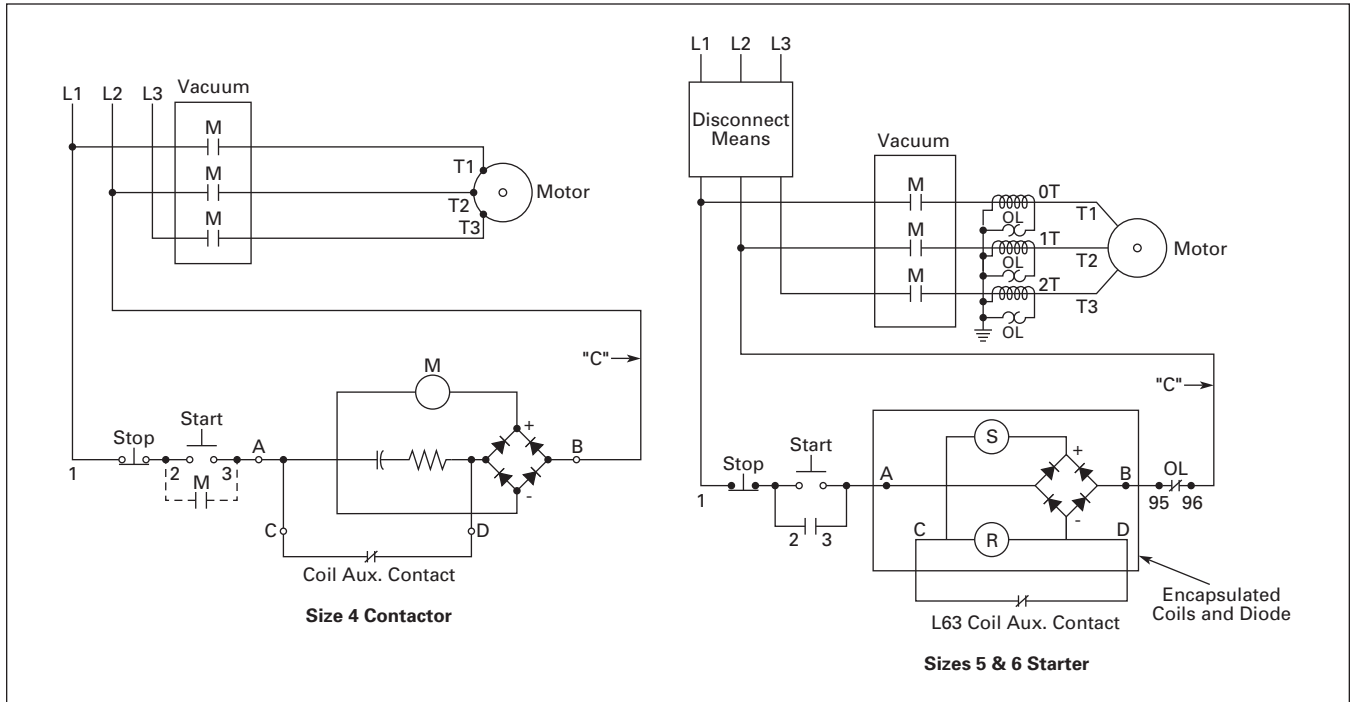 L1 L2 L3
Vacuum
M
M
M
T1
T2
T3
Motor
"C"
M
Start
Stop
A
+
B
1
2
3
M
-
C
D
Coil Aux. Contact
Size 4 Contactor
L1 L2 L3
Disconnect
Means
Vacuum
M
M
M
0T
OL
1T
OL
2T
OL
T1
T2
T3
Motor
"C"
S
+
Start
Stop
A
B
OL
1
95 96
-
2 3
C
R
D
L63 Coil Aux. Contact
Encapsulated
Coils and Diode
Sizes 5 & 6 Starter